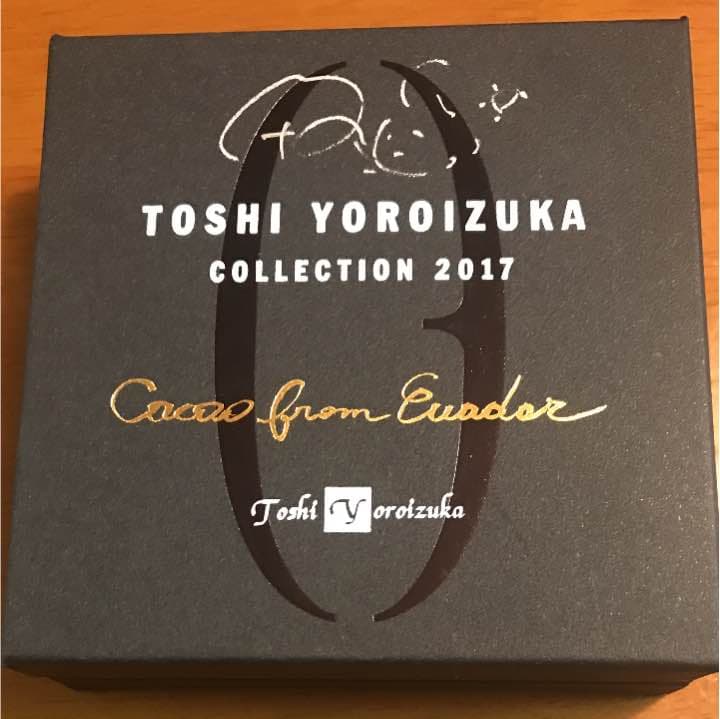 TOSHI YOROIZUKA
COLLECTION 2017
Cacao from Ecuador
Toshi Yoroizuka